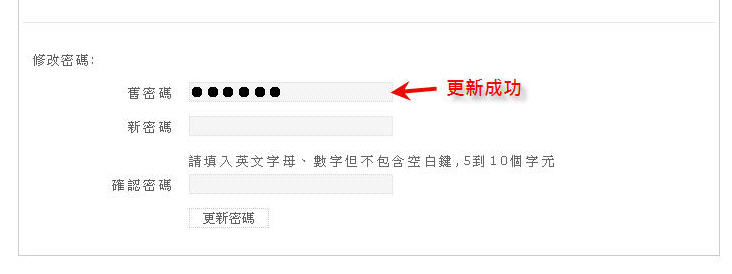 修改密碼:
舊密碼 ●●●●●● 更新成功
新密碼
請填入英文字母、數字但不包含空白鍵,5到10個字元
確認密碼
更新密碼